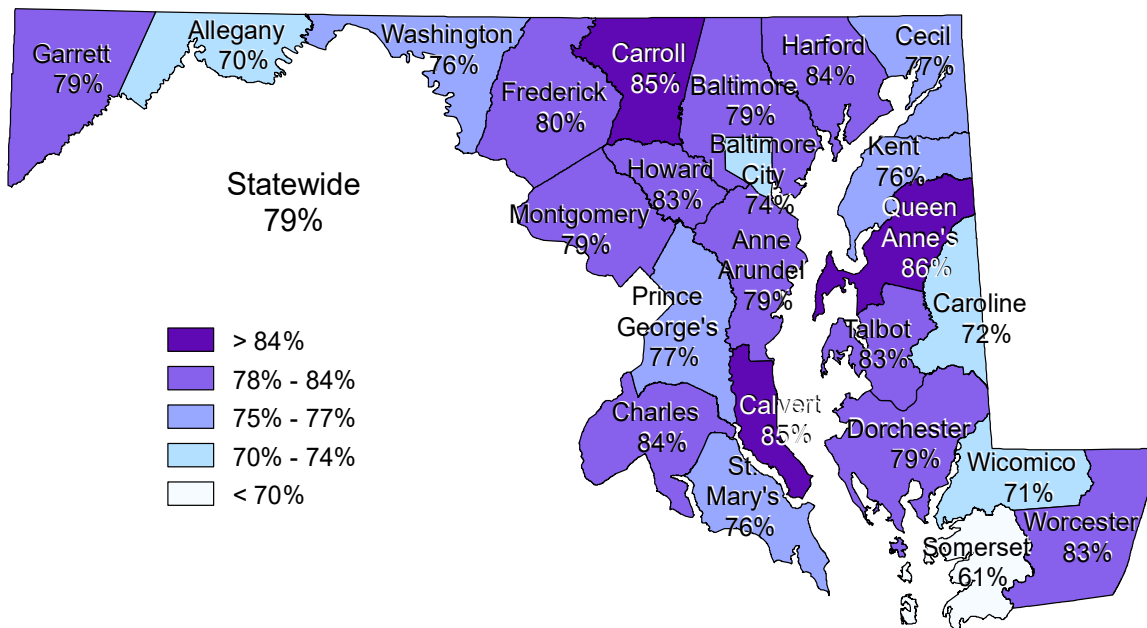 Garrett
79%
Allegany
70%
Washington
76%
Frederick
80%
Carroll
85%
Baltimore
79%
Harford
84%
Cecil
77%
Baltimore
City
74%
Howard
83%
Montgomery
79%
Kent
76%
Queen
Anne's
86%
Anne
Arundel
79%
Prince
George's
77%
Caroline
72%
Talbot
83%
Charles
84%
Calvert
85%
Dorchester
79%
St.
Mary's
76%
Wicomico
71%
Somerset
61%
Worcester
83%
Statewide
79%
> 84%
78% - 84%
75% - 77%
70% - 74%
< 70%